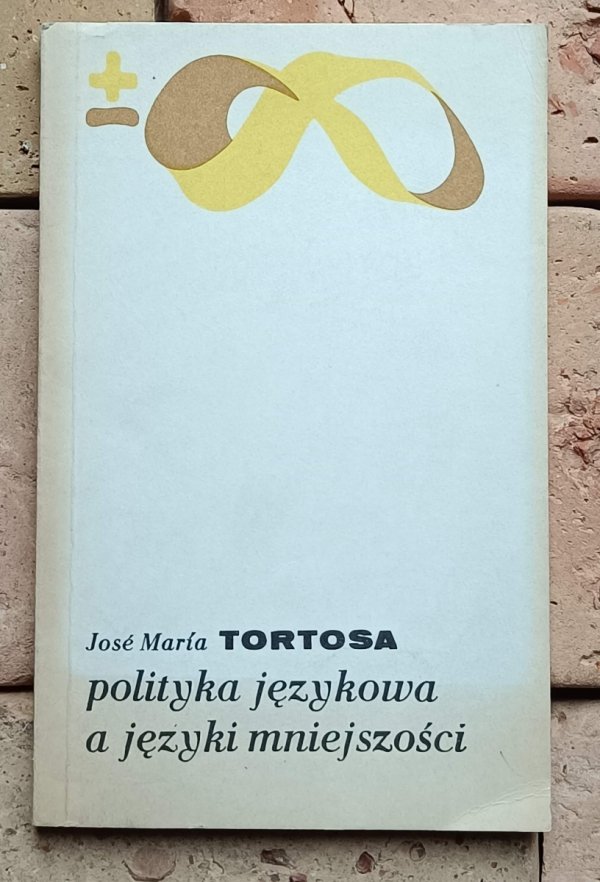 ±∞
José María TORTOSA
polityka językowa
a języki mniejszości